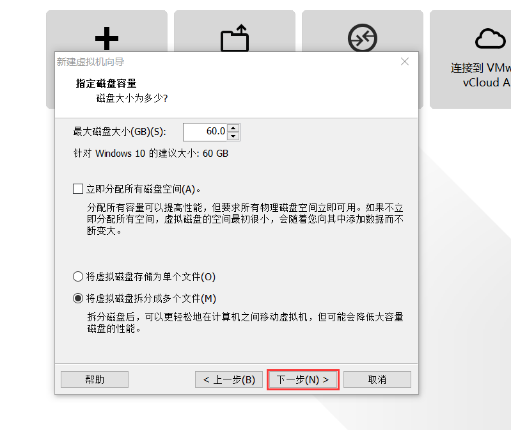 连接到 VMw
vCloud A
新建虚拟机向导
指定磁盘容量
磁盘大小为多少?
最大磁盘大小(GB)(S): 60.0
针对 Windows 10 的建议大小: 60 GB
立即分配所有磁盘空间(A)。
分配所有容量可以提高性能，但要求所有物理磁盘空间立即可用。如果不立
即分配所有空间，虚拟磁盘的空间最初很小，会随着您向其中添加数据而不
断变大。
将虚拟磁盘存储为单个文件(O)
将虚拟磁盘拆分成多个文件(M)
拆分磁盘后，可以更轻松地在计算机之间移动虚拟机，但可能会降低大容量
磁盘的性能。
帮助 < 上一步(B) 下一步(N) > 取消